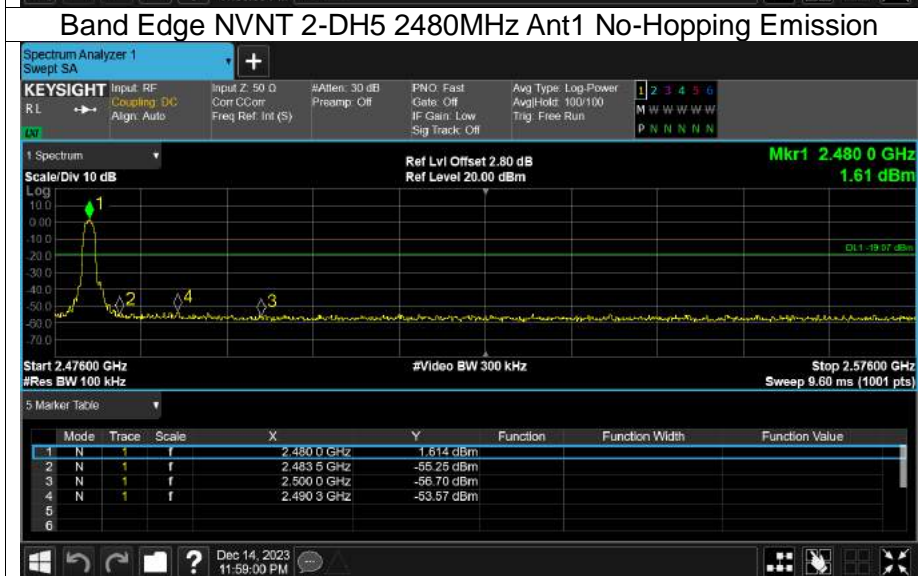 Band Edge NVNT 2-DH5 2480MHz Ant1 No-Hopping Emission
Spectrum Analyzer 1
Swept SA
+
KEYSIGHT Input: RF Input Z: 50 Ω #Atten: 30 dB PNO: Fast Avg Type: Log-Power 1 2 3 4 5 6
RL Coupling: DC Corr CCorr Preamp: Off Gate: Off Avg|Hold: 100/100 M W W W W W
Align: Auto Freq Ref: Int (S) IF Gain: Low Trig: Free Run
LXI Sig Track: Off P N N N N N
1 Spectrum Ref Lvl Offset 2.80 dB Mkr1 2.480 0 GHz
Scale/Div 10 dB Ref Level 20.00 dBm 1.61 dBm
Log
10.0
1
0.00
-10.0
DL1 -19.07 dBm
-20.0
-30.0
-40.0
2 4 3
-50.0
-60.0
-70.0
Start 2.47600 GHz #Video BW 300 kHz Stop 2.57600 GHz
#Res BW 100 kHz Sweep 9.60 ms (1001 pts)
5 Marker Table
Mode Trace Scale X Y Function Function Width Function Value
1 N 1 f 2.480 0 GHz 1.614 dBm
2 N 1 f 2.483 5 GHz -55.25 dBm
3 N 1 f 2.500 0 GHz -56.70 dBm
4 N 1 f 2.490 3 GHz -53.57 dBm
5
6
? Dec 14, 2023
11:59:00 PM